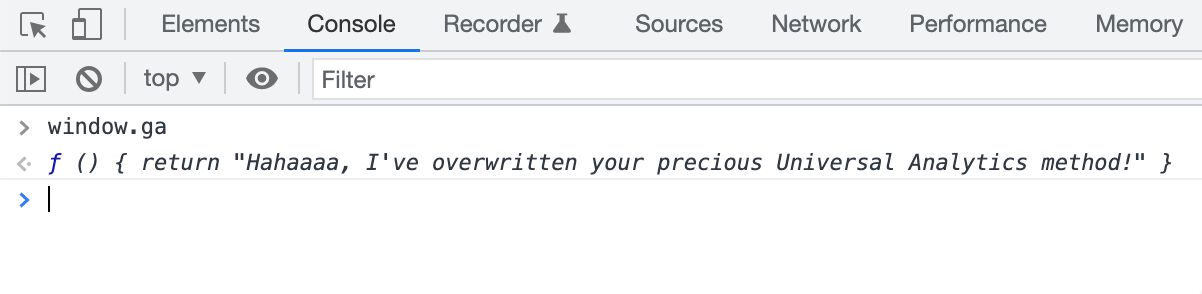 Elements Console Recorder Sources Network Performance Memory
top ▼ Filter
> window.ga
<· ƒ () { return "Hahaaaa, I've overwritten your precious Universal Analytics method!" }
>